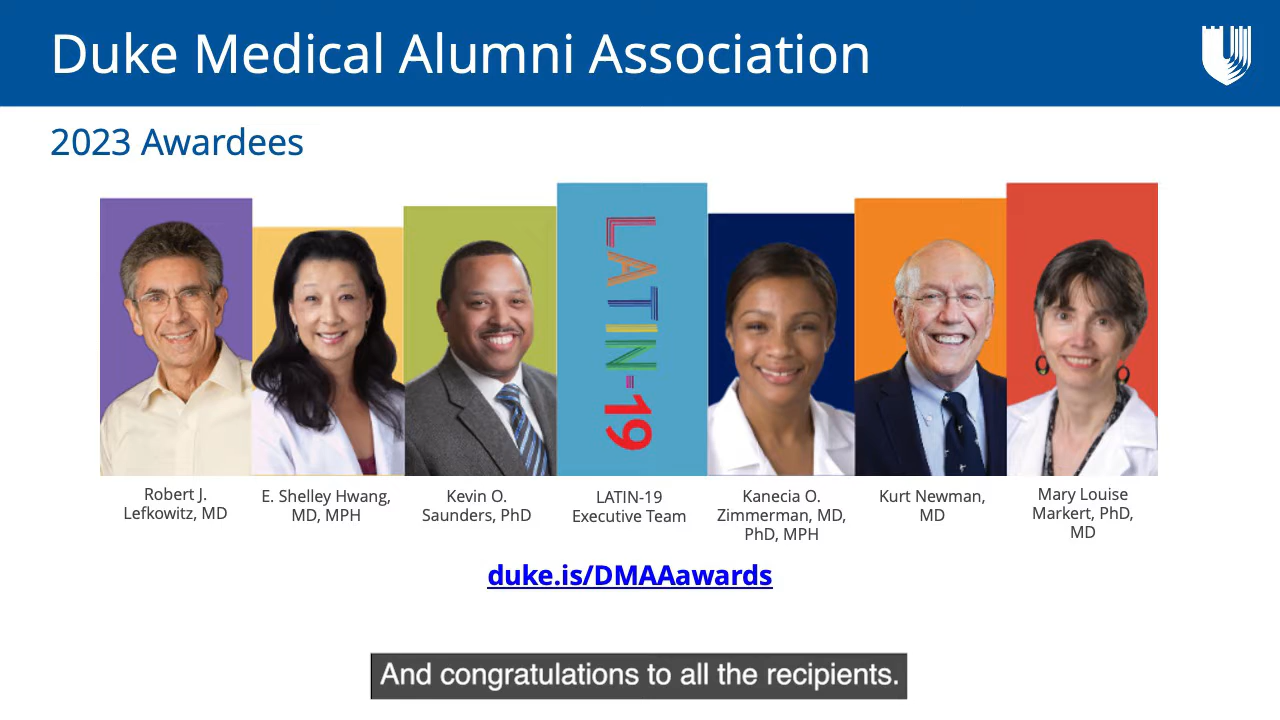 Duke Medical Alumni Association
2023 Awardees
LATIN-19
Robert J.
Lefkowitz, MD
E. Shelley Hwang,
MD, MPH
Kevin O.
Saunders, PhD
LATIN-19
Executive Team
Kanecia O.
Zimmerman, MD,
PhD, MPH
Kurt Newman,
MD
Mary Louise
Markert, PhD,
MD
duke.is/DMAAawards
And congratulations to all the recipients.